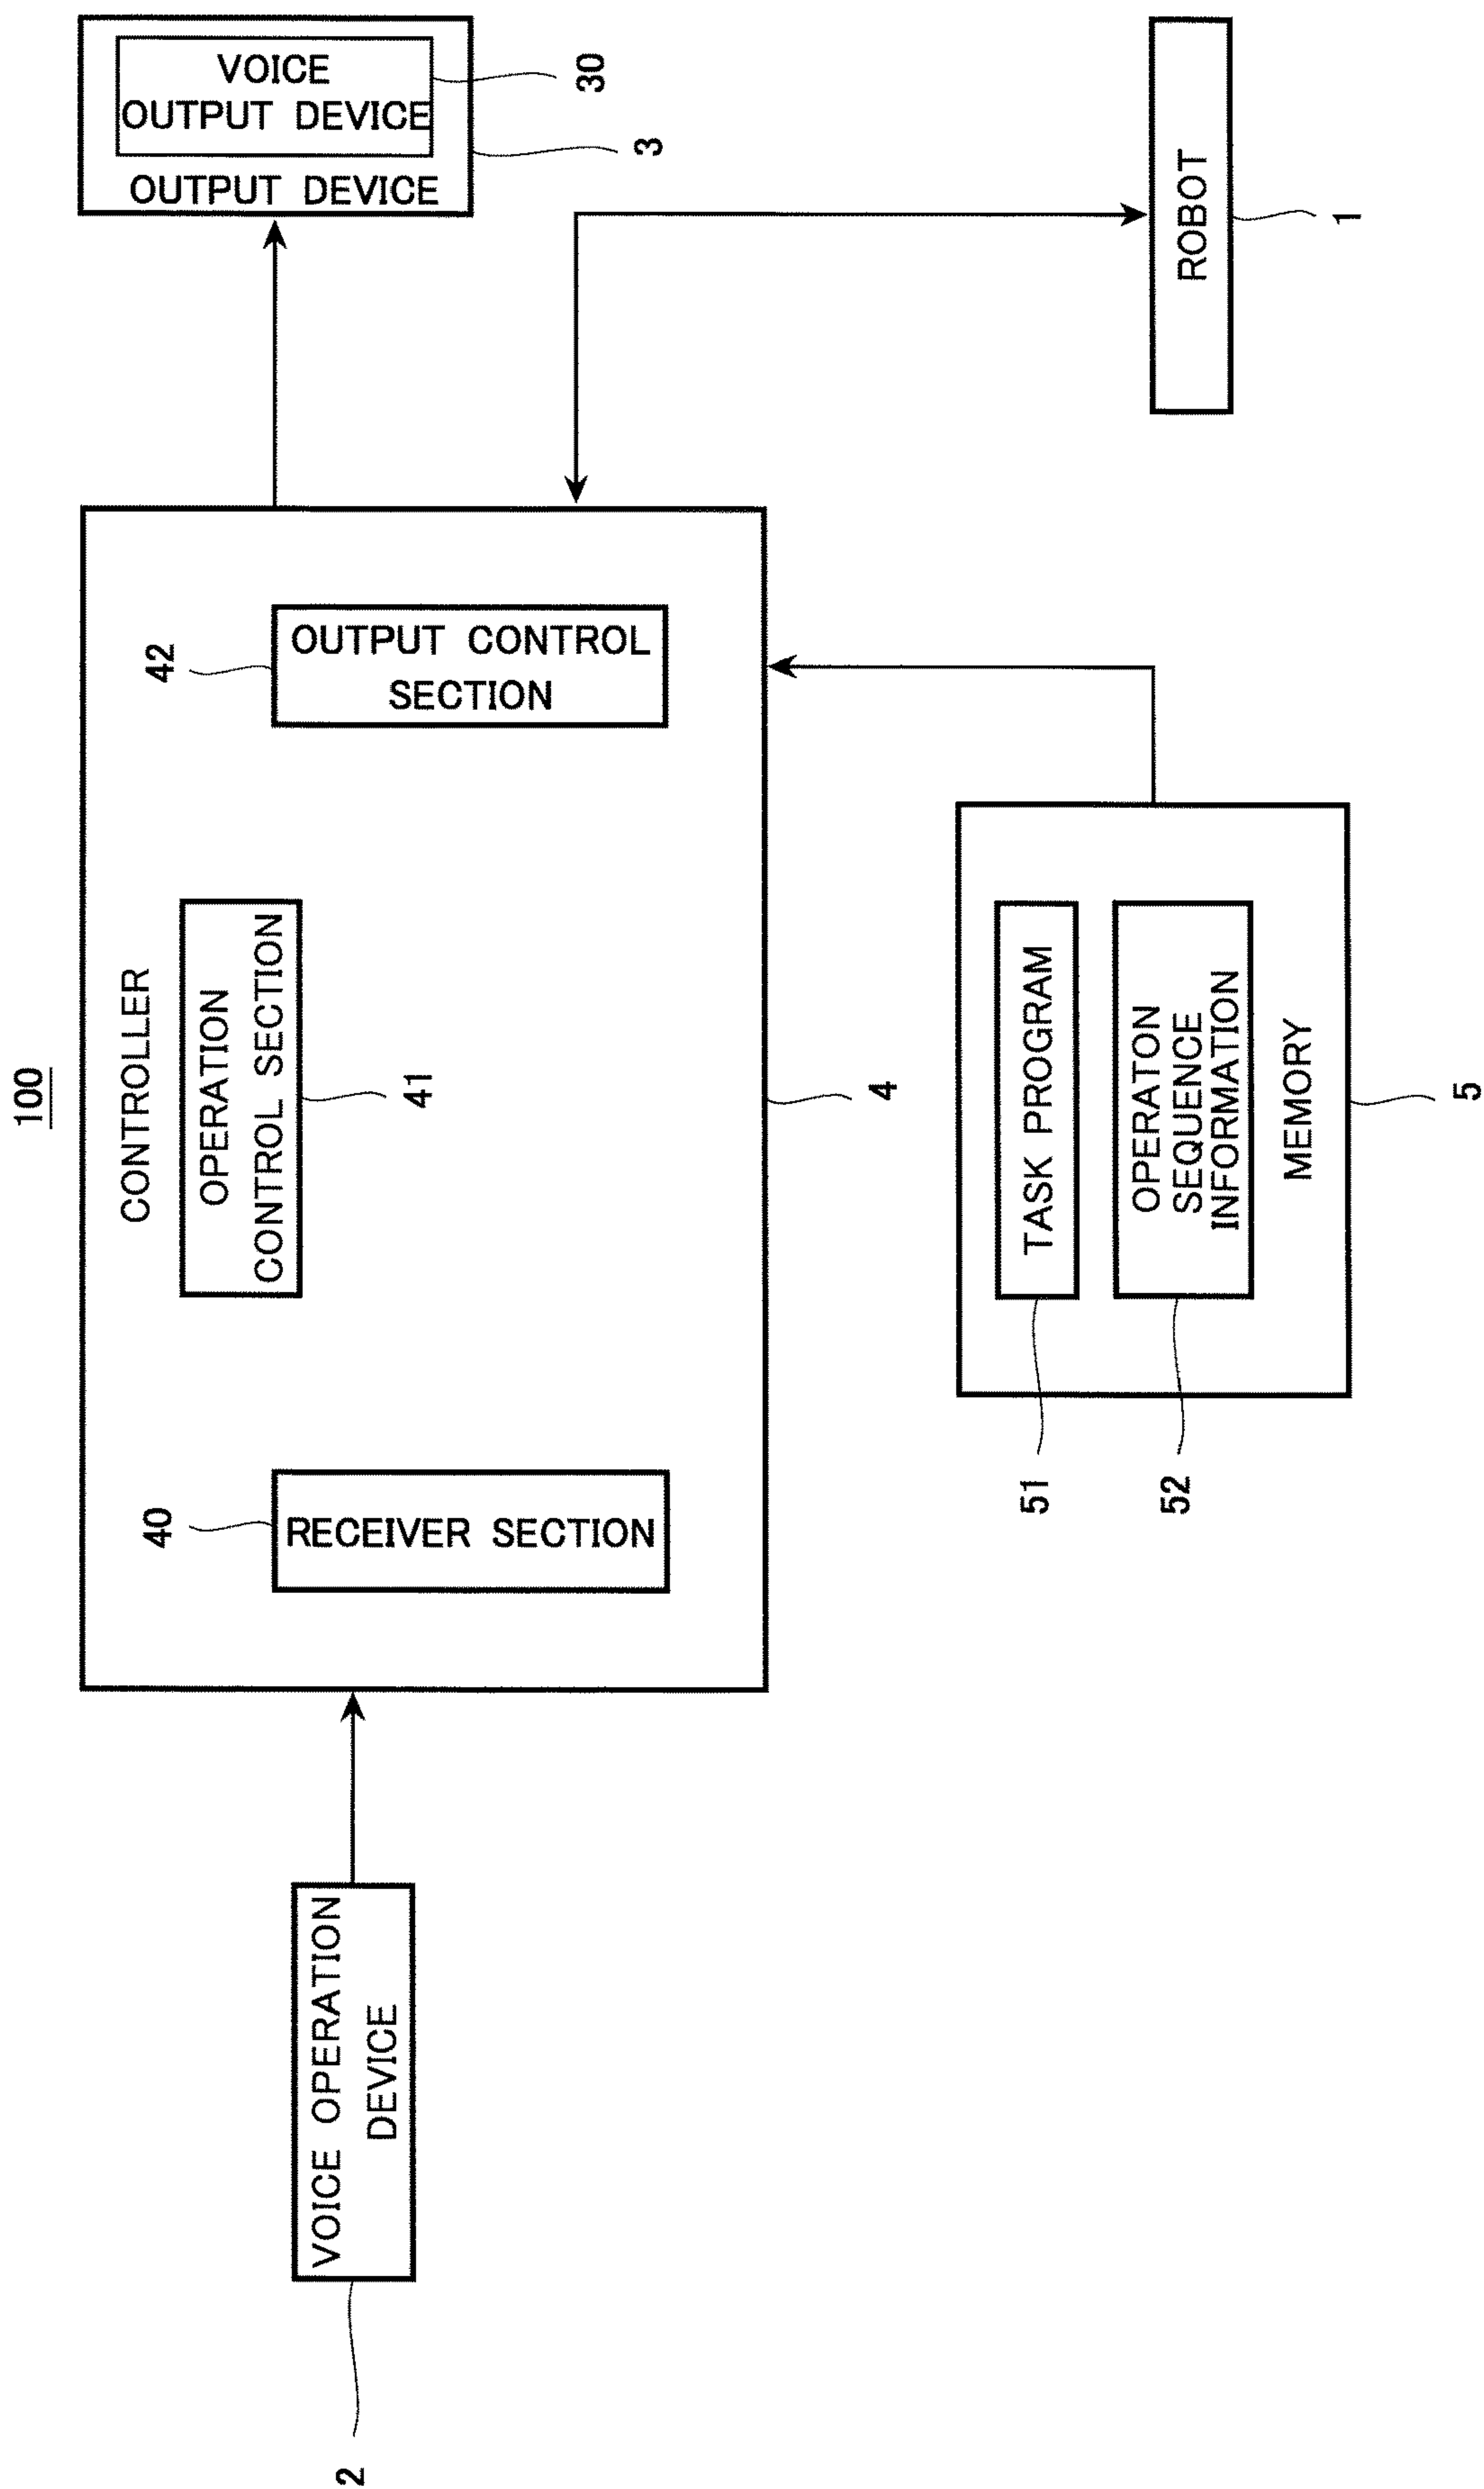 100
VOICE OPERATION
DEVICE
2
CONTROLLER
40
RECEIVER SECTION
OPERATION
CONTROL SECTION
41
42
OUTPUT CONTROL
SECTION
4
VOICE
OUTPUT DEVICE
30
OUTPUT DEVICE
3
TASK PROGRAM
51
OPERATON
SEQUENCE
INFORMATION
52
MEMORY
5
ROBOT
1